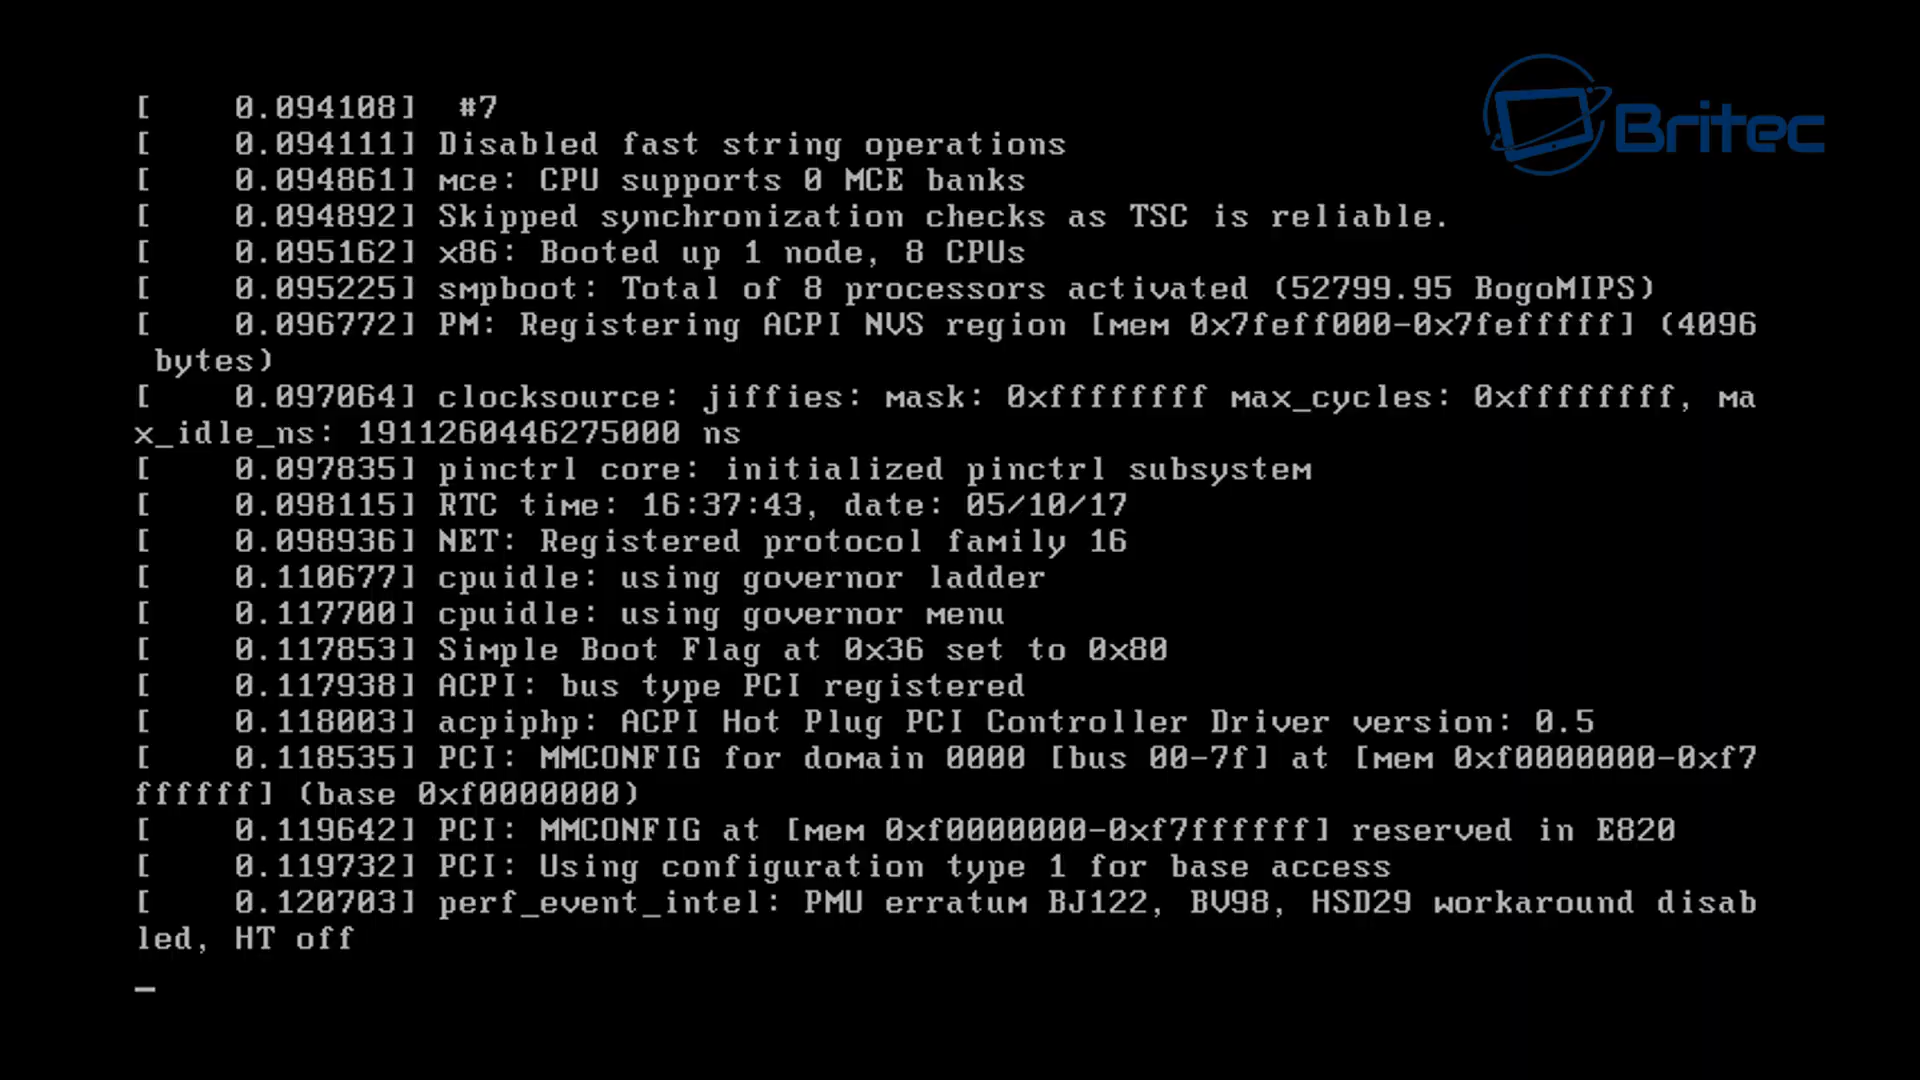 [    0.094108]  #7
Britec
[    0.094111] Disabled fast string operations
[    0.094861] mce: CPU supports 0 MCE banks
[    0.094892] Skipped synchronization checks as TSC is reliable.
[    0.095162] x86: Booted up 1 node, 8 CPUs
[    0.095225] smpboot: Total of 8 processors activated (52799.95 BogoMIPS)
[    0.096772] PM: Registering ACPI NVS region [mem 0x7feff000-0x7fefffff] (4096
 bytes)
[    0.097064] clocksource: jiffies: mask: 0xffffffff max_cycles: 0xffffffff, ma
x_idle_ns: 1911260446275000 ns
[    0.097835] pinctrl core: initialized pinctrl subsystem
[    0.098115] RTC time: 16:37:43, date: 05/10/17
[    0.098936] NET: Registered protocol family 16
[    0.110677] cpuidle: using governor ladder
[    0.117700] cpuidle: using governor menu
[    0.117853] Simple Boot Flag at 0x36 set to 0x80
[    0.117938] ACPI: bus type PCI registered
[    0.118003] acpiphp: ACPI Hot Plug PCI Controller Driver version: 0.5
[    0.118535] PCI: MMCONFIG for domain 0000 [bus 00-7f] at [mem 0xf0000000-0xf7
ffffff] (base 0xf0000000)
[    0.119642] PCI: MMCONFIG at [mem 0xf0000000-0xf7ffffff] reserved in E820
[    0.119732] PCI: Using configuration type 1 for base access
[    0.120703] perf_event_intel: PMU erratum BJ122, BV98, HSD29 workaround disab
led, HT off
_